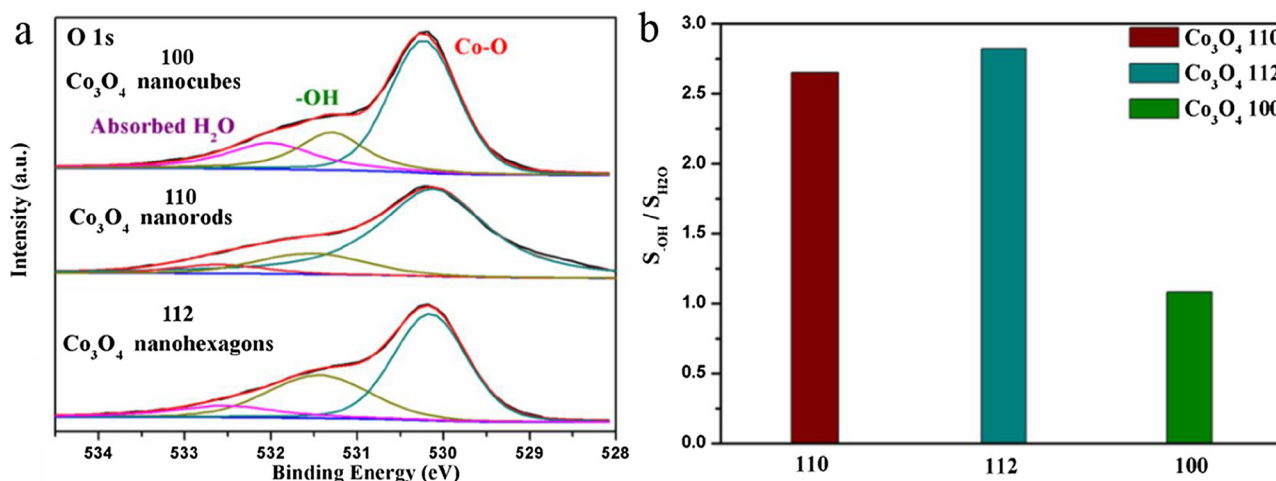 a
O 1s
100
Co₃O₄ nanocubes
Co-O
-OH
Absorbed H₂O
110
Co₃O₄ nanorods
112
Co₃O₄ nanohexagons
Intensity (a.u.)
534 533 532 531 530 529 528
Binding Energy (eV)
b
Co₃O₄ 110
Co₃O₄ 112
Co₃O₄ 100
S-OH / SH2O
3.0
2.5
2.0
1.5
1.0
0.5
0.0
110 112 100